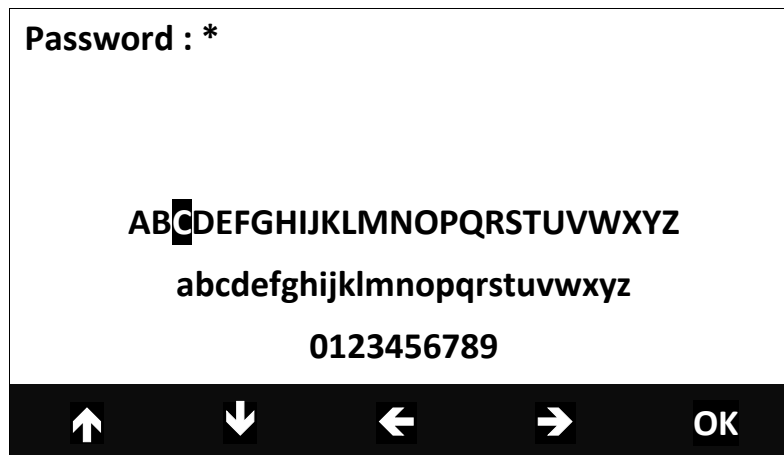 Password : *
ABCDEFGHIJKLMNOPQRSTUVWXYZ
abcdefghijklmnopqrstuvwxyz
0123456789
↑ ↓ ← → OK